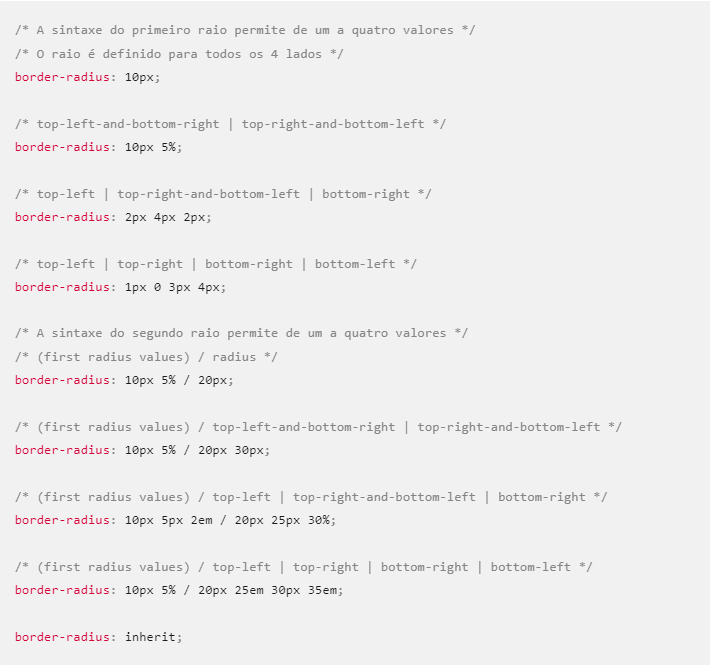 /* A sintaxe do primeiro raio permite de um a quatro valores */
/* O raio é definido para todos os 4 lados */
border-radius: 10px;
/* top-left-and-bottom-right | top-right-and-bottom-left */
border-radius: 10px 5%;
/* top-left | top-right-and-bottom-left | bottom-right */
border-radius: 2px 4px 2px;
/* top-left | top-right | bottom-right | bottom-left */
border-radius: 1px 0 3px 4px;
/* A sintaxe do segundo raio permite de um a quatro valores */
/* (first radius values) / radius */
border-radius: 10px 5% / 20px;
/* (first radius values) / top-left-and-bottom-right | top-right-and-bottom-left */
border-radius: 10px 5% / 20px 30px;
/* (first radius values) / top-left | top-right-and-bottom-left | bottom-right */
border-radius: 10px 5px 2em / 20px 25px 30%;
/* (first radius values) / top-left | top-right | bottom-right | bottom-left */
border-radius: 10px 5% / 20px 25em 30px 35em;
border-radius: inherit;